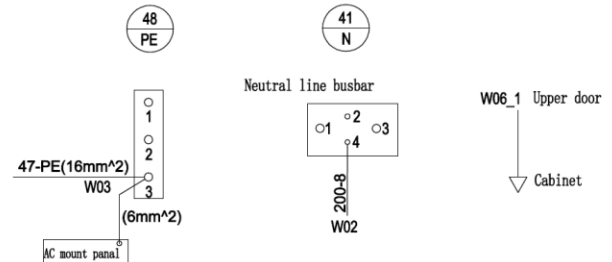 48
PE
41
N
Neutral line busbar
1
2
3
1
2
3
4
47-PE(16mm^2)
W03
(6mm^2)
AC mount panal
200-8
W02
W06_1 Upper door
Cabinet